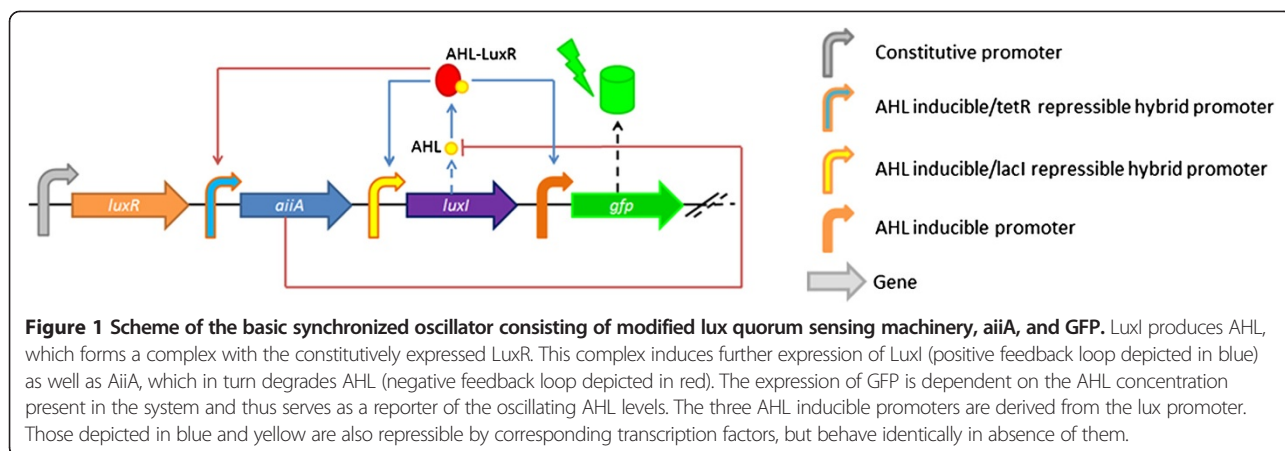 AHL-LuxR
AHL
luxR
aiiA
luxI
gfp
Constitutive promoter
AHL inducible/tetR repressible hybrid promoter
AHL inducible/lacI repressible hybrid promoter
AHL inducible promoter
Gene
Figure 1 Scheme of the basic synchronized oscillator consisting of modified lux quorum sensing machinery, aiiA, and GFP. LuxI produces AHL,
which forms a complex with the constitutively expressed LuxR. This complex induces further expression of LuxI (positive feedback loop depicted in blue)
as well as AiiA, which in turn degrades AHL (negative feedback loop depicted in red). The expression of GFP is dependent on the AHL concentration
present in the system and thus serves as a reporter of the oscillating AHL levels. The three AHL inducible promoters are derived from the lux promoter.
Those depicted in blue and yellow are also repressible by corresponding transcription factors, but behave identically in absence of them.